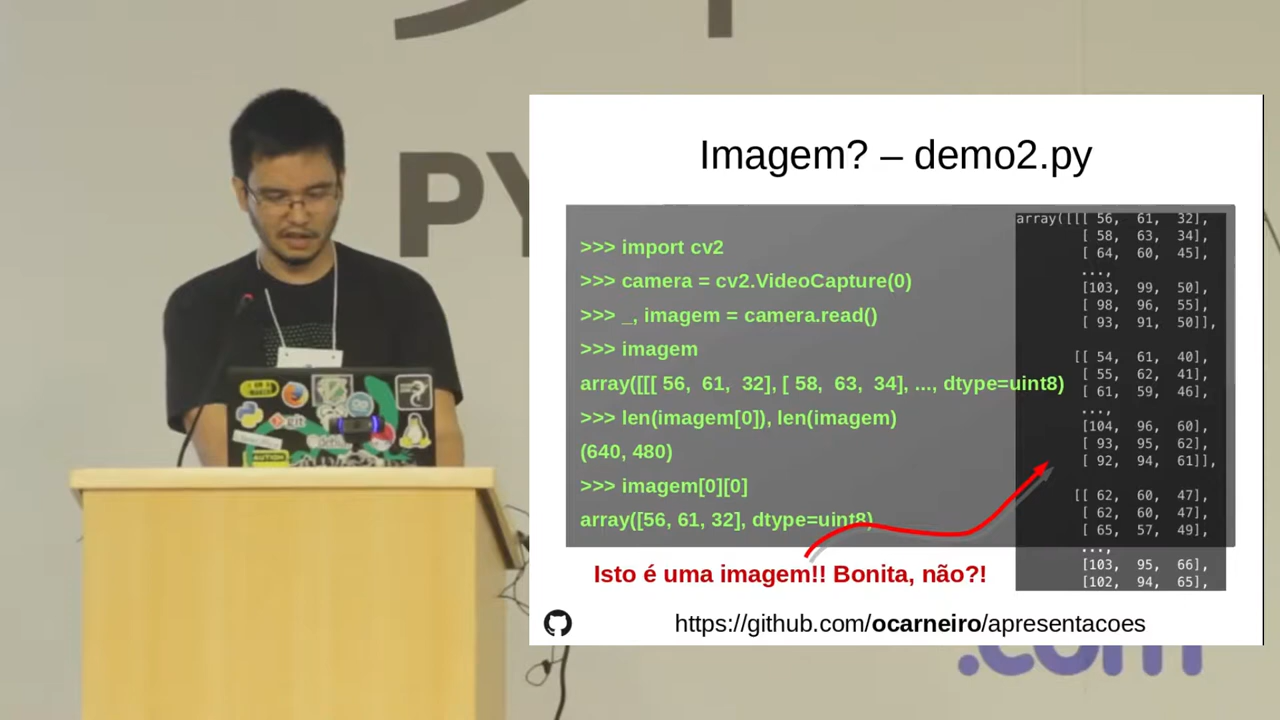 PY
Imagem? – demo2.py
>>> import cv2
>>> camera = cv2.VideoCapture(0)
>>> _, imagem = camera.read()
>>> imagem
array([[[ 56, 61, 32], [ 58, 63, 34], ..., dtype=uint8)
>>> len(imagem[0]), len(imagem)
(640, 480)
>>> imagem[0][0]
array([56, 61, 32], dtype=uint8)
array([[[ 56, 61, 32],
[ 58, 63, 34],
[ 64, 60, 45],
...,
[103, 99, 50],
[ 98, 96, 55],
[ 93, 91, 50]],
[[ 54, 61, 40],
[ 55, 62, 41],
[ 61, 59, 46],
...,
[104, 96, 60],
[ 93, 95, 62],
[ 92, 94, 61]],
[[ 62, 60, 47],
[ 62, 60, 47],
[ 65, 57, 49],
...,
[103, 95, 66],
[102, 94, 65],
Isto é uma imagem!! Bonita, não?!
https://github.com/ocarneiro/apresentacoes
.com
git